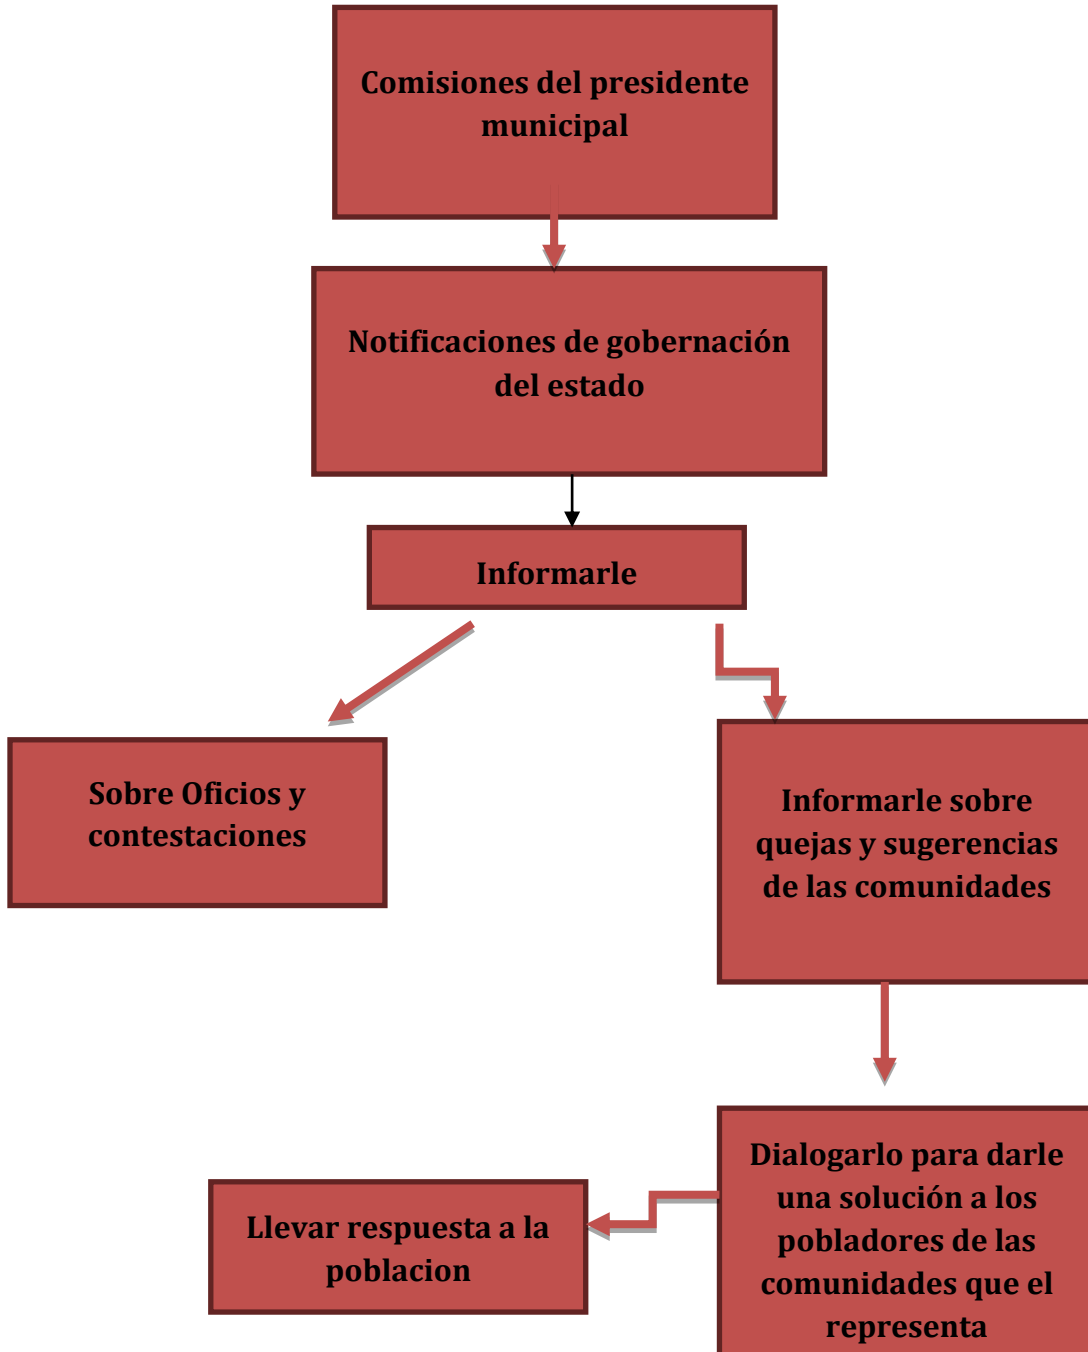 Comisiones del presidente
municipal
Notificaciones de gobernación
del estado
Informarle
Sobre Oficios y
contestaciones
Informarle sobre
quejas y sugerencias
de las comunidades
Dialogarlo para darle
una solución a los
pobladores de las
comunidades que el
representa
Llevar respuesta a la
poblacion